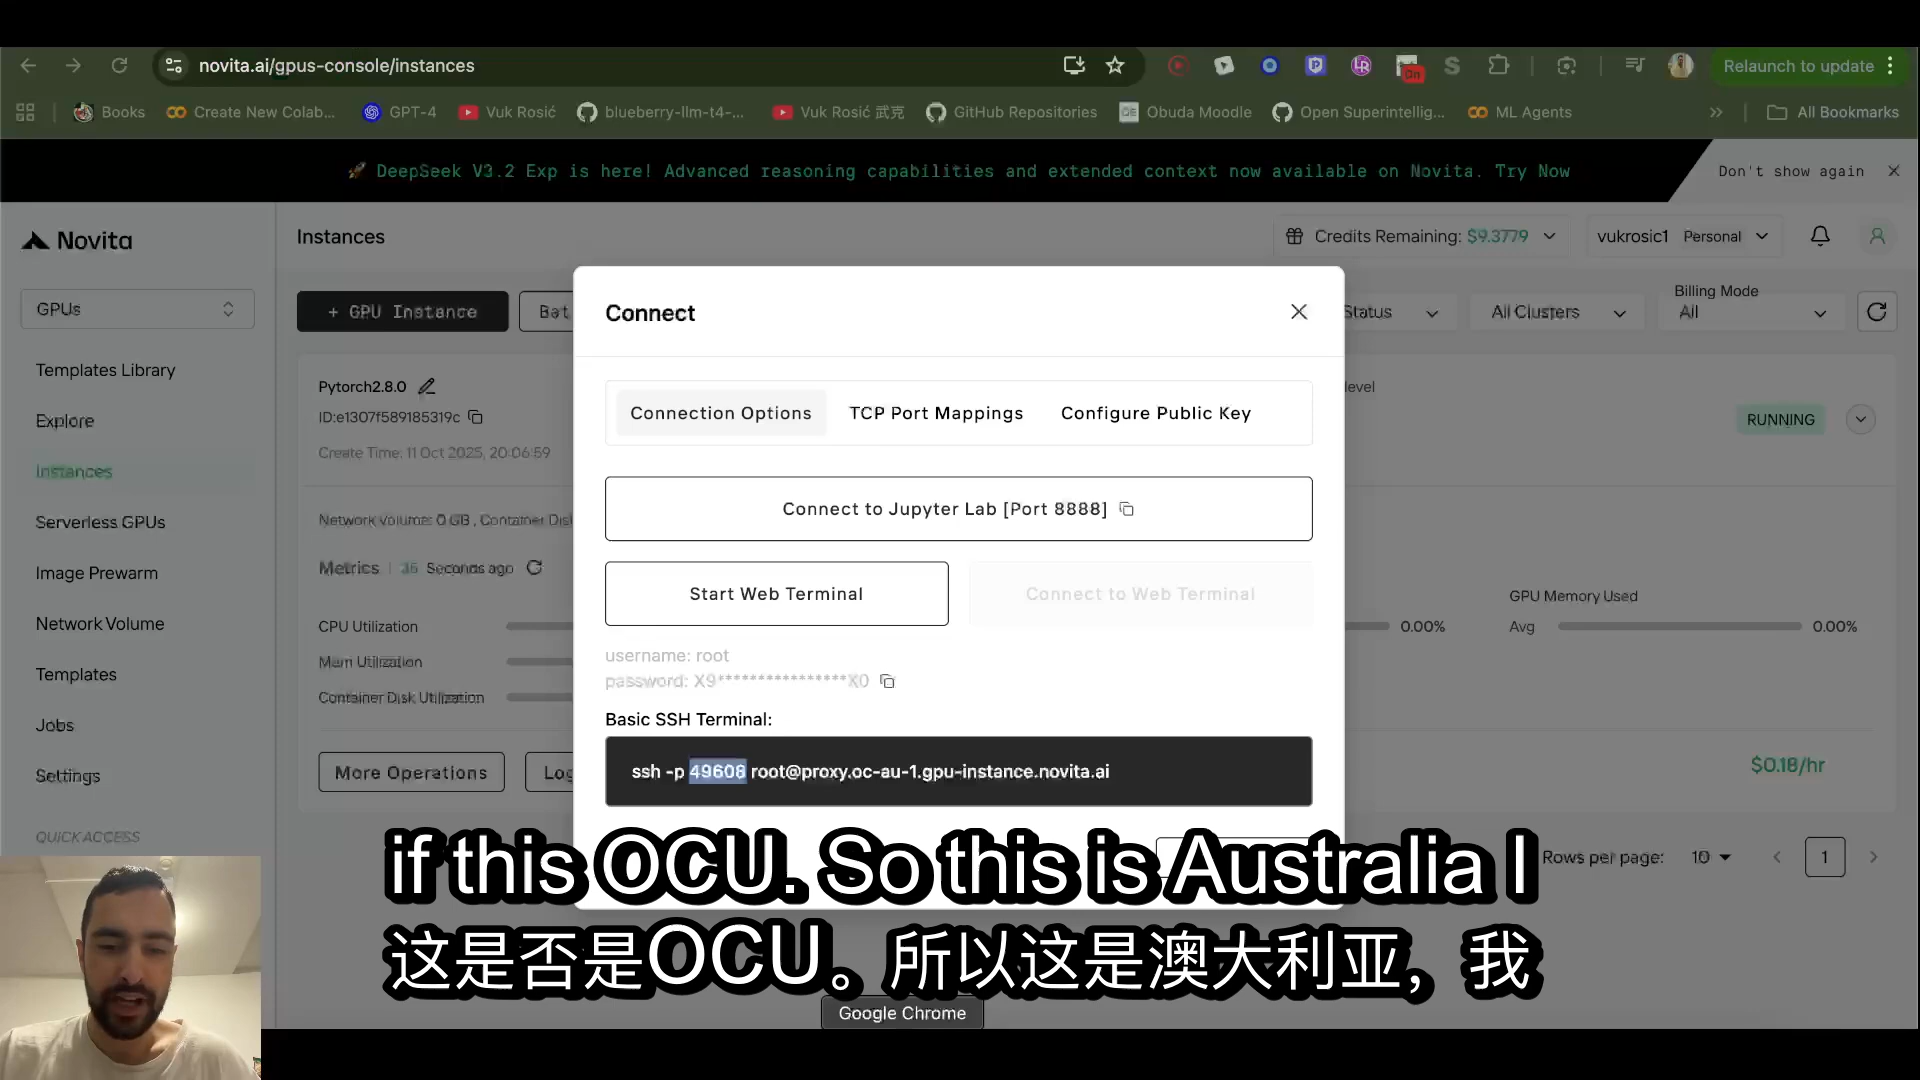 novita.ai/gpus-console/instances
Relaunch to update
On
Books
Create New Colab...
GPT-4
Vuk Rosić
blueberry-llm-t4-...
Vuk Rosić 武克
GitHub Repositories
Obuda Moodle
Open Superintellig...
ML Agents
All Bookmarks
🚀 DeepSeek V3.2 Exp is here! Advanced reasoning capabilities and extended context now available on Novita. Try Now
Don't show again
Novita
Instances
Credits Remaining: $9.3779
vukrosic1 Personal
GPUs
+ GPU Instance
Bat
Status
All Clusters
Billing Mode
All
Templates Library
Explore
Instances
Serverless GPUs
Image Prewarm
Network Volume
Templates
Jobs
Settings
QUICK ACCESS
Pytorch2.8.0
ID:e1307f589185319c
Create Time: 11 Oct 2025, 20:06:59
level
RUNNING
Network Volume: 0 GB , Container Dis
Metrics | Seconds ago
CPU Utilization
Mem Utilization
Container Disk Utilization
0.00%
GPU Memory Used
Avg
0.00%
More Operations
Log
$0.18/hr
Rows per page: 10
1
Connect
Connection Options
TCP Port Mappings
Configure Public Key
Connect to Jupyter Lab [Port 8888]
Start Web Terminal
Connect to Web Terminal
username: root
password: X9****************X0
Basic SSH Terminal:
ssh -p 49608 root@proxy.oc-au-1.gpu-instance.novita.ai
if this OCU. So this is Australia I
这是否是OCU。所以这是澳大利亚，我
Google Chrome